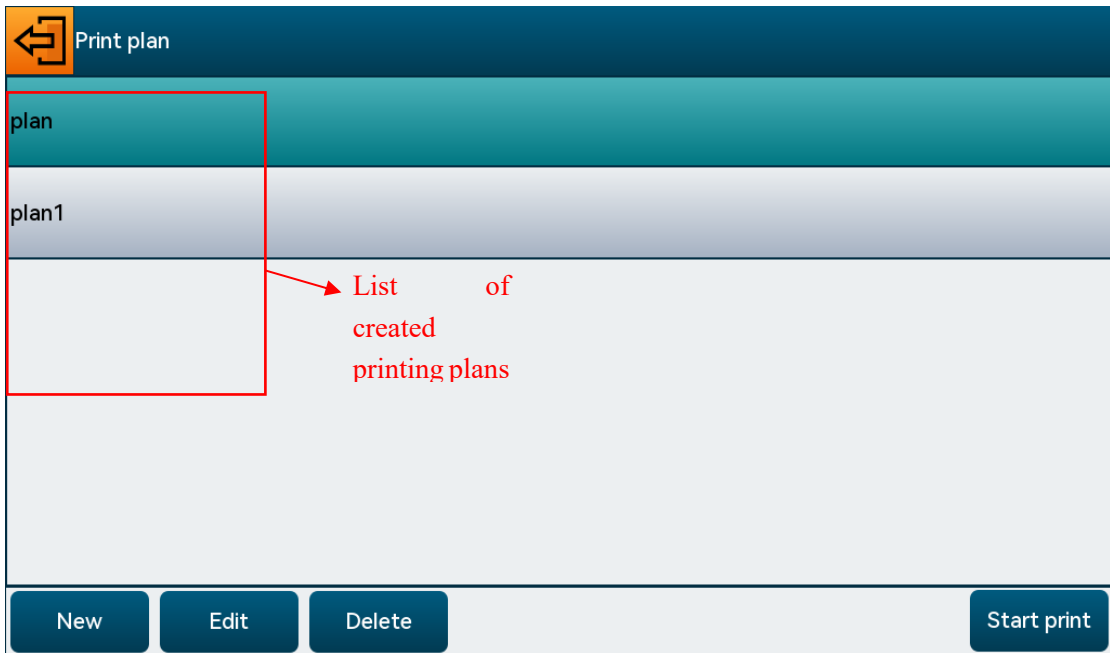 Print plan
plan
plan1
List of
created
printing plans
New Edit Delete Start print